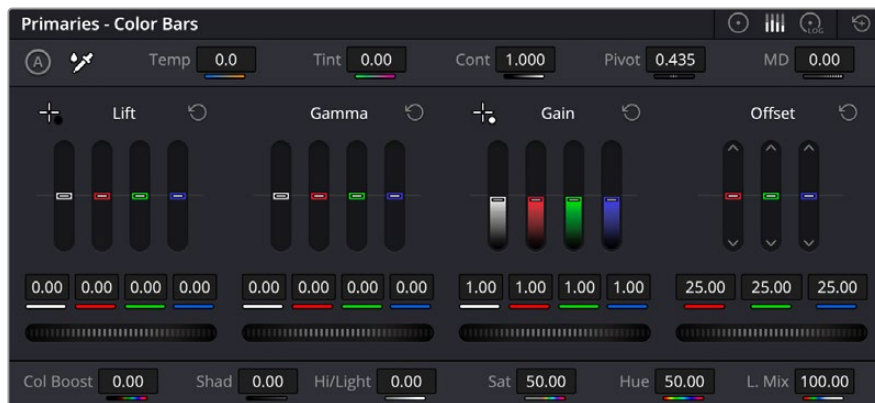 Primaries - Color Bars
LOG
A Temp 0.0 Tint 0.00 Cont 1.000 Pivot 0.435 MD 0.00
Lift Gamma Gain Offset
0.00 0.00 0.00 0.00 0.00 0.00 0.00 0.00 1.00 1.00 1.00 1.00 25.00 25.00 25.00
Col Boost 0.00 Shad 0.00 Hi/Light 0.00 Sat 50.00 Hue 50.00 L. Mix 100.00